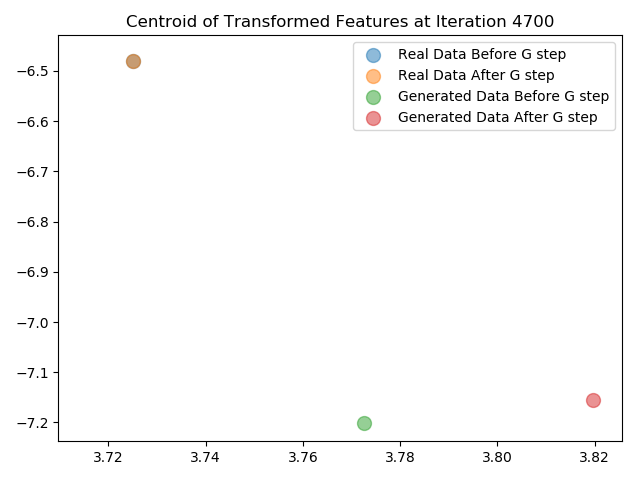 Centroid of Transformed Features at Iteration 4700
Real Data Before G step
Real Data After G step
Generated Data Before G step
Generated Data After G step
−6.5
−6.6
−6.7
−6.8
−6.9
−7.0
−7.1
−7.2
3.72 3.74 3.76 3.78 3.80 3.82